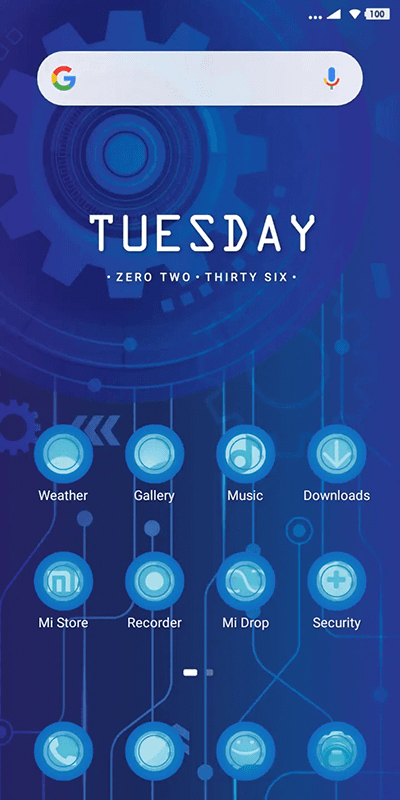 100
TUESDAY
•ZERO TWO•THIRTY SIX•
Weather Gallery Music Downloads
Mi Store Recorder Mi Drop Security